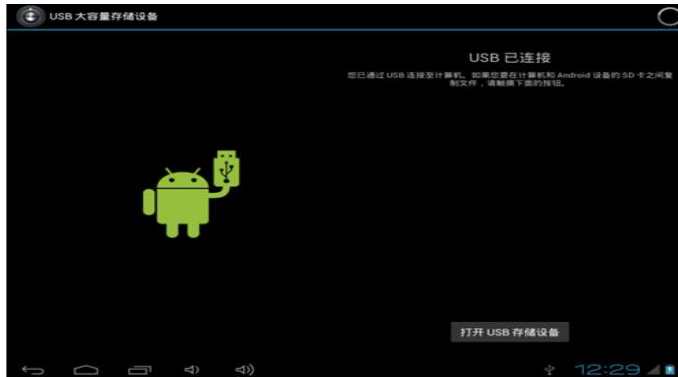 USB 大容量存储设备
USB 已连接
您已通过 USB 连接至计算机。如果您要在计算机和 Android 设备的 SD 卡之间复
制文件，请触摸下面的按钮。
打开 USB 存储设备
12:29